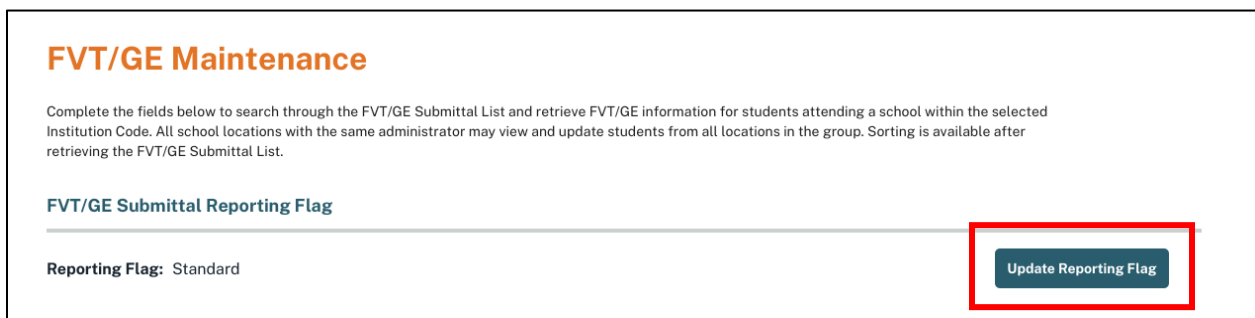 FVT/GE Maintenance
Complete the fields below to search through the FVT/GE Submittal List and retrieve FVT/GE information for students attending a school within the selected
Institution Code. All school locations with the same administrator may view and update students from all locations in the group. Sorting is available after
retrieving the FVT/GE Submittal List.
FVT/GE Submittal Reporting Flag
Reporting Flag: Standard
Update Reporting Flag